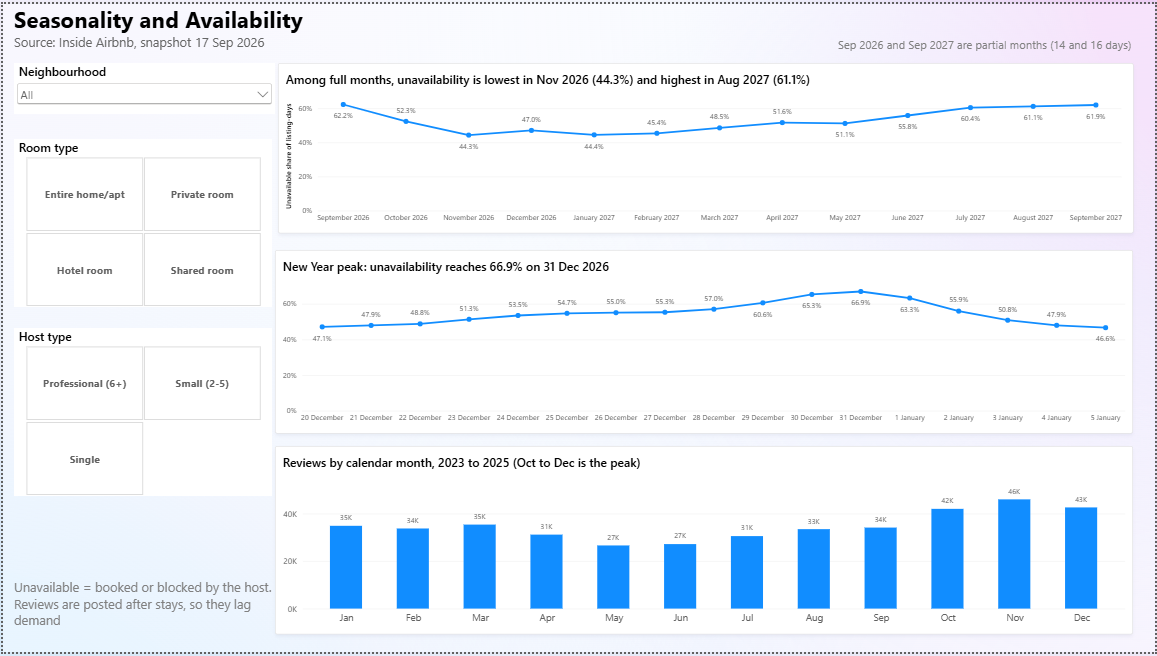 Seasonality and Availability
Source: Inside Airbnb, snapshot 17 Sep 2026
Sep 2026 and Sep 2027 are partial months (14 and 16 days)
Neighbourhood
All
Room type
Entire home/apt
Private room
Hotel room
Shared room
Host type
Professional (6+)
Small (2-5)
Single
Unavailable = booked or blocked by the host.
Reviews are posted after stays, so they lag
demand
Among full months, unavailability is lowest in Nov 2026 (44.3%) and highest in Aug 2027 (61.1%)
Unavailable share of listing-days
60%
40%
20%
0%
62.2%
52.3%
44.3%
47.0%
44.4%
45.4%
48.5%
51.6%
51.1%
55.8%
60.4%
61.1%
61.9%
September 2026
October 2026
November 2026
December 2026
January 2027
February 2027
March 2027
April 2027
May 2027
June 2027
July 2027
August 2027
September 2027
New Year peak: unavailability reaches 66.9% on 31 Dec 2026
60%
40%
20%
0%
47.1%
47.9%
48.8%
51.3%
53.5%
54.7%
55.0%
55.3%
57.0%
60.6%
65.3%
66.9%
63.3%
55.9%
50.8%
47.9%
46.6%
20 December
21 December
22 December
23 December
24 December
25 December
26 December
27 December
28 December
29 December
30 December
31 December
1 January
2 January
3 January
4 January
5 January
Reviews by calendar month, 2023 to 2025 (Oct to Dec is the peak)
40K
20K
0K
35K
34K
35K
31K
27K
27K
31K
33K
34K
42K
46K
43K
Jan
Feb
Mar
Apr
May
Jun
Jul
Aug
Sep
Oct
Nov
Dec